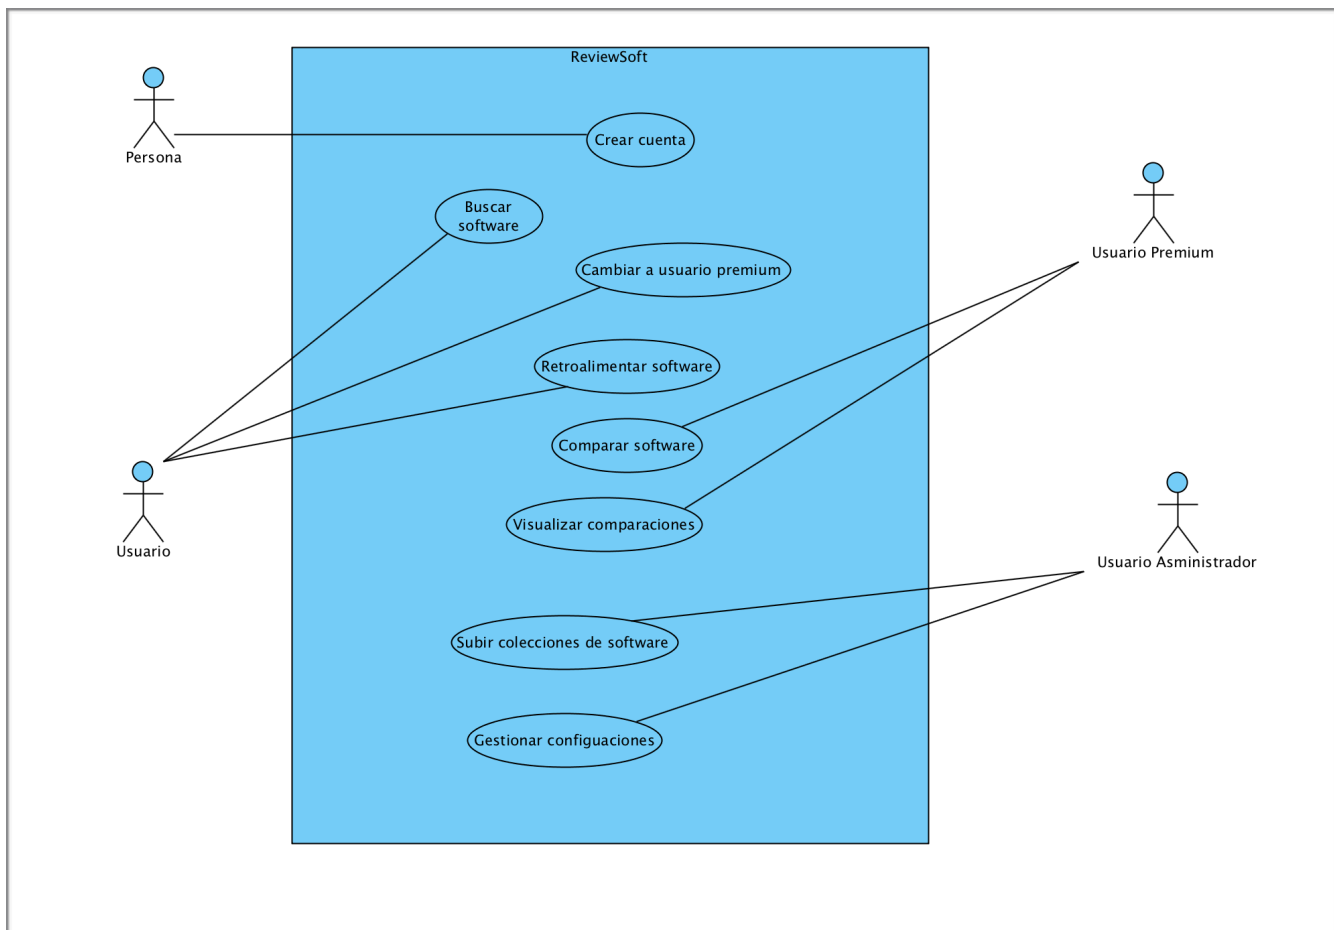 ReviewSoft
Persona
Crear cuenta
Buscar
software
Usuario Premium
Cambiar a usuario premium
Retroalimentar software
Comparar software
Visualizar comparaciones
Usuario
Usuario Asministrador
Subir colecciones de software
Gestionar configuaciones